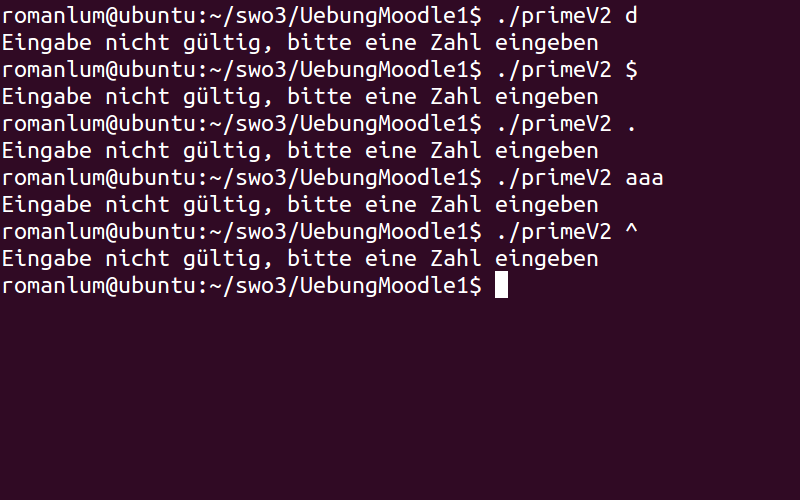 romanlum@ubuntu:~/swo3/UebungMoodle1$ ./primeV2 d
Eingabe nicht gültig, bitte eine Zahl eingeben
romanlum@ubuntu:~/swo3/UebungMoodle1$ ./primeV2 $
Eingabe nicht gültig, bitte eine Zahl eingeben
romanlum@ubuntu:~/swo3/UebungMoodle1$ ./primeV2 .
Eingabe nicht gültig, bitte eine Zahl eingeben
romanlum@ubuntu:~/swo3/UebungMoodle1$ ./primeV2 aaa
Eingabe nicht gültig, bitte eine Zahl eingeben
romanlum@ubuntu:~/swo3/UebungMoodle1$ ./primeV2 ^
Eingabe nicht gültig, bitte eine Zahl eingeben
romanlum@ubuntu:~/swo3/UebungMoodle1$